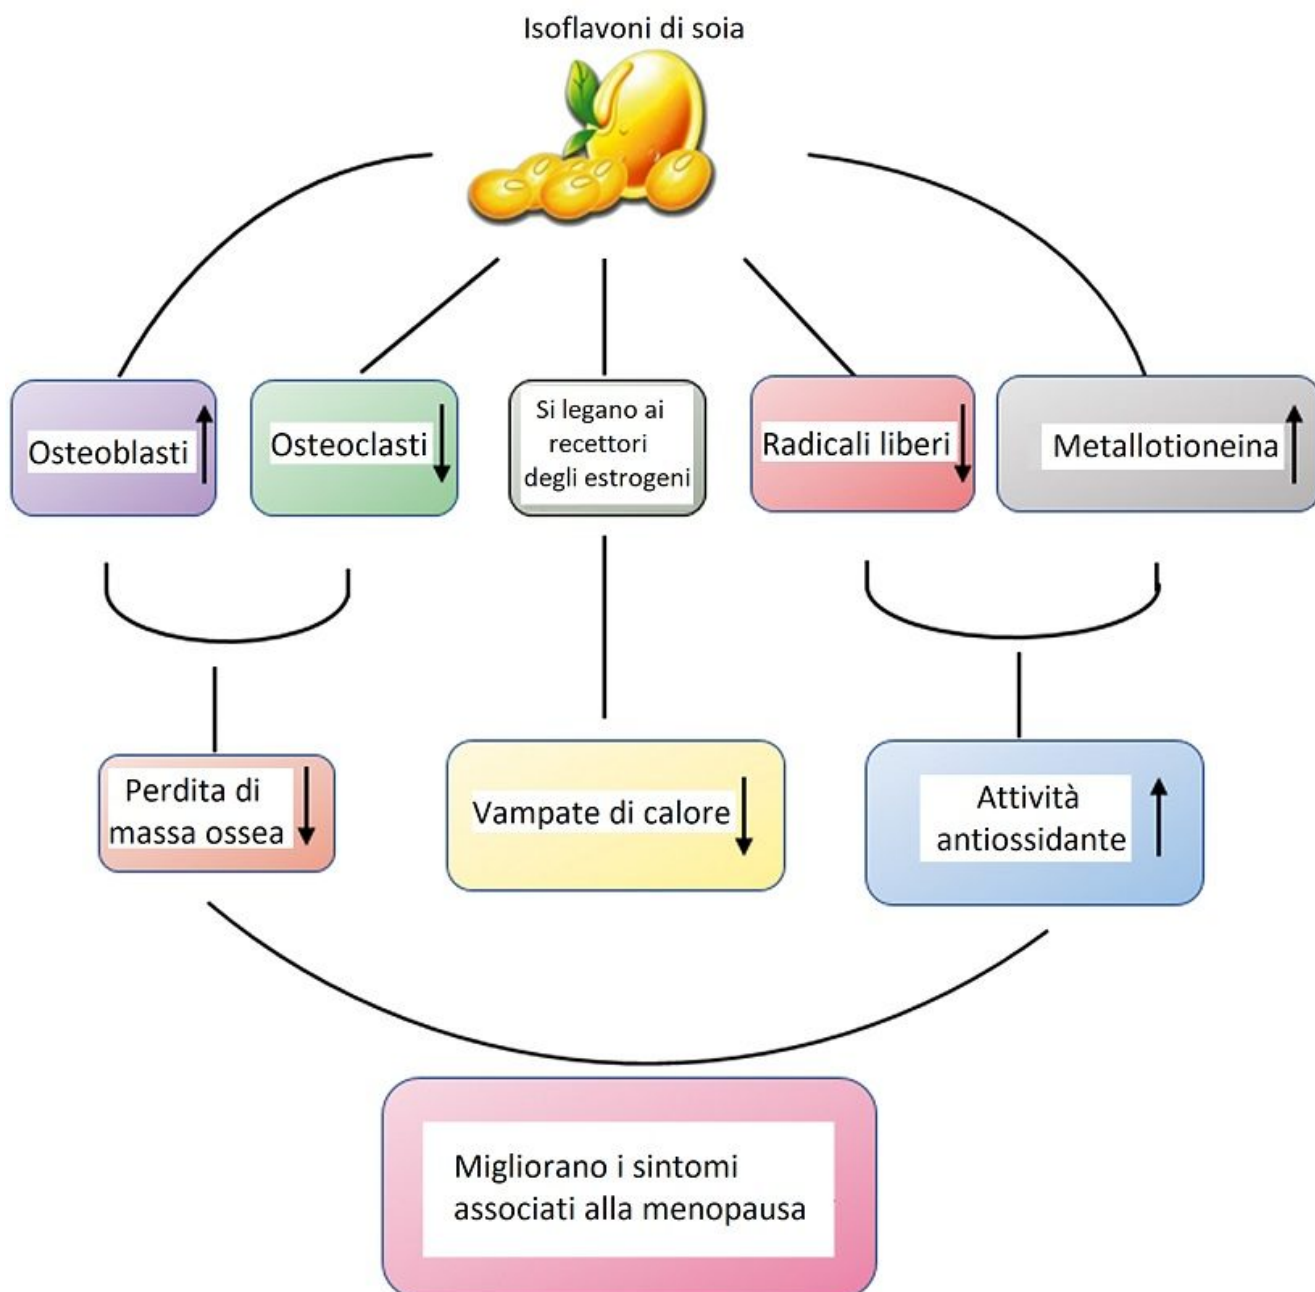 Isoflavoni di soia
Osteoblasti
Osteoclasti
Si legano ai
recettori
degli estrogeni
Radicali liberi
Metallotioneina
Perdita di
massa ossea
Vampate di calore
Attività
antiossidante
Migliorano i sintomi
associati alla menopausa